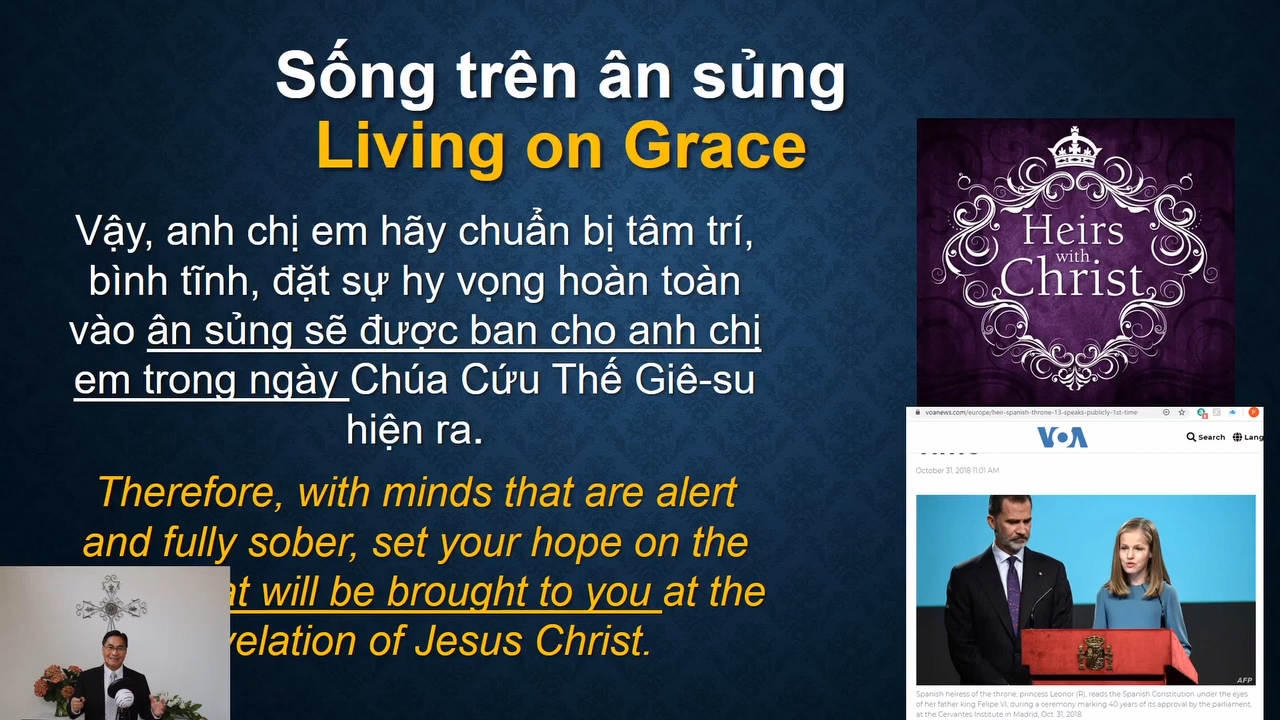 Sống trên ân sủng
Living on Grace
Vậy, anh chị em hãy chuẩn bị tâm trí,
bình tĩnh, đặt sự hy vọng hoàn toàn
vào ân sủng sẽ được ban cho anh chị
em trong ngày Chúa Cứu Thế Giê-su
hiện ra.
Therefore, with minds that are alert
and fully sober, set your hope on the
at will be brought to you at the
velation of Jesus Christ.
Heirs
with
Christ
voanews.com/europe/heir-spanish-throne-13-speaks-publicly-1st-time
VOA
Search
Lang
October 31, 2018 11:01 AM
AFP
Spanish heiress of the throne, princess Leonor (R), reads the Spanish Constitution under the eyes
of her father king Felipe VI, during a ceremony marking 40 years of its approval by the parliament,
at the Cervantes Institute in Madrid, Oct. 31, 2018